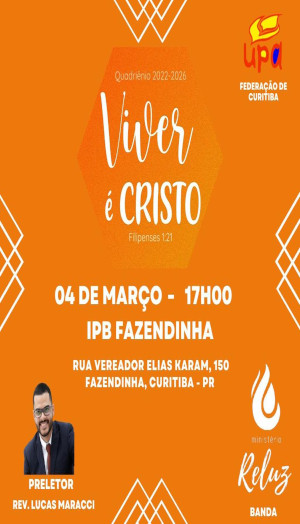 upa
FEDERAÇÃO DE
CURITIBA
Quadriênio 2022-2026
Viver
é CRISTO
Filipenses 1:21
04 DE MARÇO - 17H00
IPB FAZENDINHA
RUA VEREADOR ELIAS KARAM, 150
FAZENDINHA, CURITIBA - PR
PRELETOR
REV. LUCAS MARACCI
ministério
Reluz
BANDA